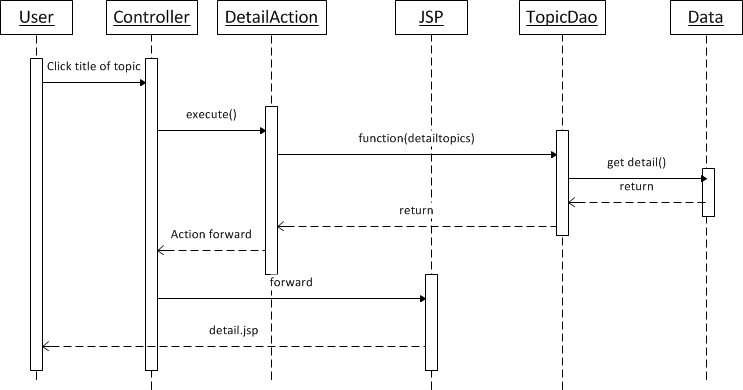 User
Controller
DetailAction
JSP
TopicDao
Data
Click title of topic
execute()
function(detailtopics)
get detail()
return
return
Action forward
forward
detail.jsp